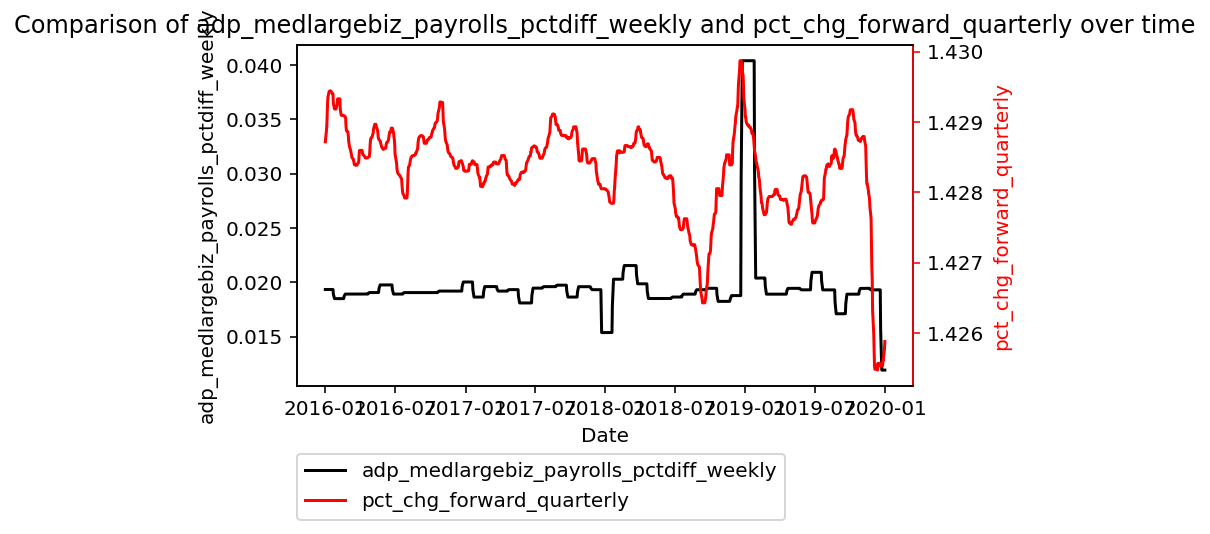 Comparison of adp_medlargebiz_payrolls_pctdiff_weekly and pct_chg_forward_quarterly over time
adp_medlargebiz_payrolls_pctdiff_weekly
0.040
0.035
0.030
0.025
0.020
0.015
1.430
1.429
1.428
1.427
1.426
pct_chg_forward_quarterly
2016-01 2016-07 2017-01 2017-07 2018-01 2018-07 2019-01 2019-07 2020-01
Date
adp_medlargebiz_payrolls_pctdiff_weekly
pct_chg_forward_quarterly